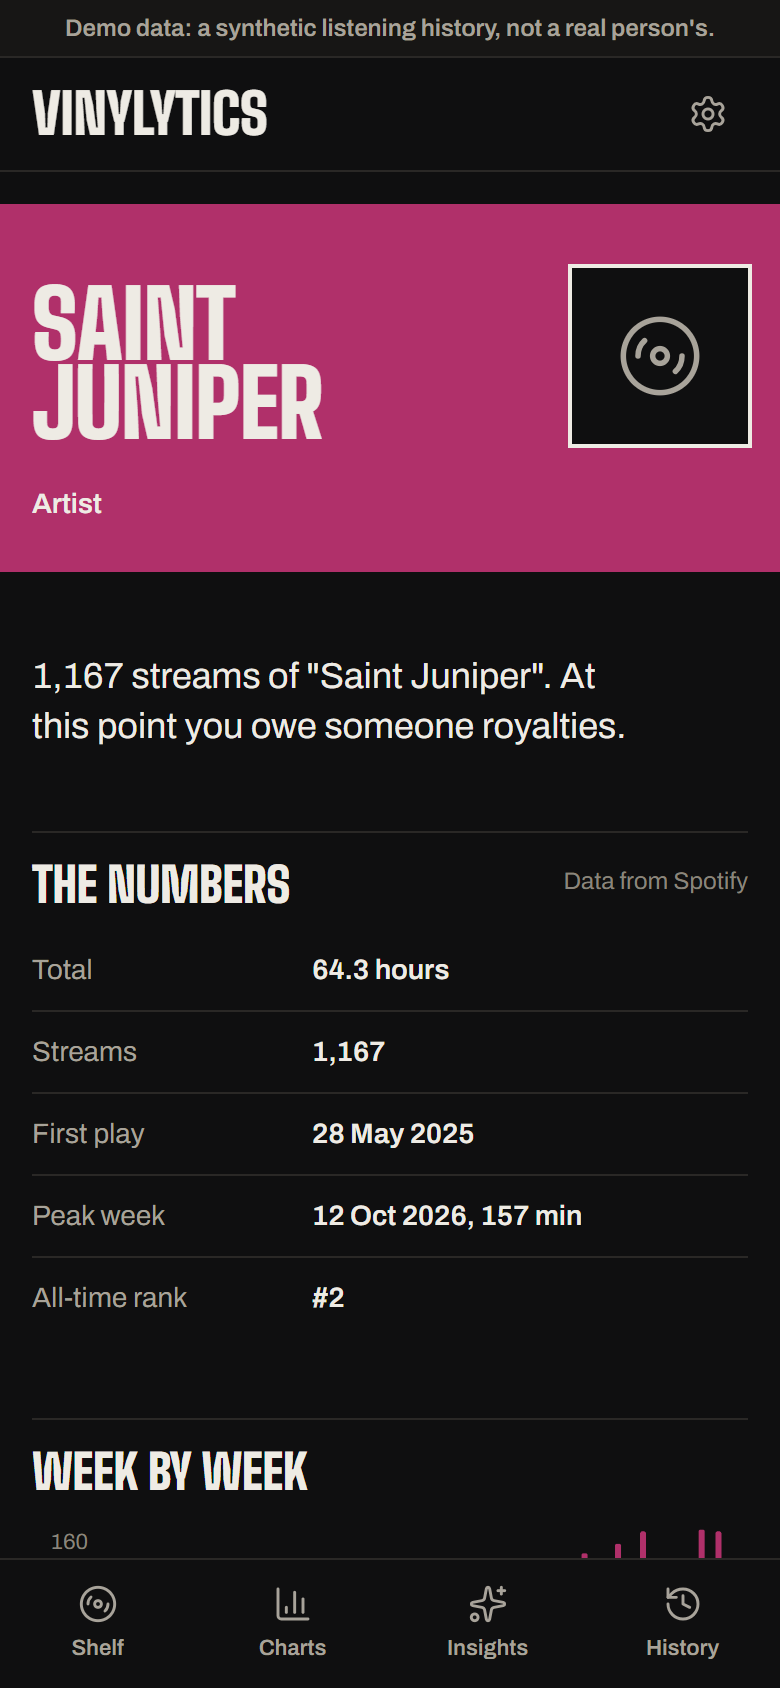 Demo data: a synthetic listening history, not a real person's.
VINYLYTICS
SAINT
JUNIPER
Artist
1,167 streams of "Saint Juniper". At
this point you owe someone royalties.
THE NUMBERS
Data from Spotify
Total
64.3 hours
Streams
1,167
First play
28 May 2025
Peak week
12 Oct 2026, 157 min
All-time rank
#2
WEEK BY WEEK
160
Shelf
Charts
Insights
History